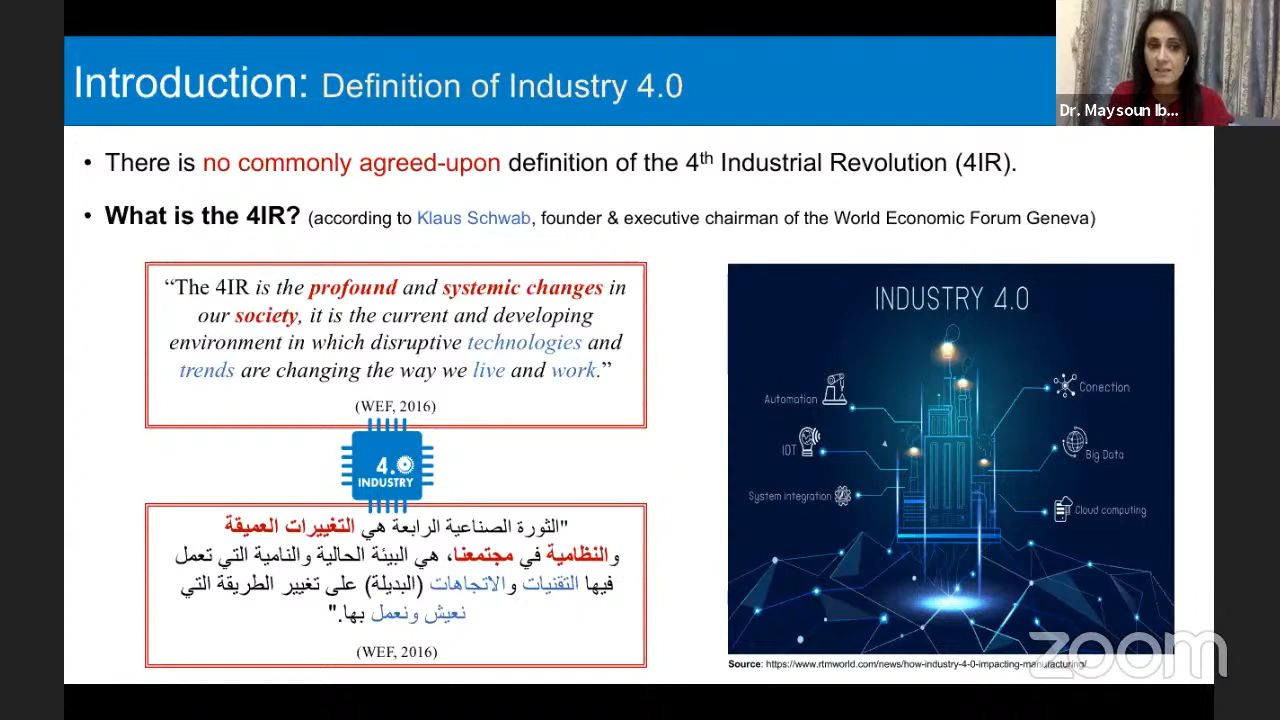 Introduction: Definition of Industry 4.0
Dr. Maysoun Ib...
• There is no commonly agreed-upon definition of the 4th Industrial Revolution (4IR).
• What is the 4IR? (according to Klaus Schwab, founder & executive chairman of the World Economic Forum Geneva)
“The 4IR is the profound and systemic changes in
our society, it is the current and developing
environment in which disruptive technologies and
trends are changing the way we live and work.”
(WEF, 2016)
4.0
INDUSTRY
"الثورة الصناعية الرابعة هي التغييرات العميقة
والنظامية في مجتمعنا، هي البيئة الحالية والنامية التي تعمل
فيها التقنيات والاتجاهات (البديلة) على تغيير الطريقة التي
نعيش ونعمل بها."
(WEF, 2016)
INDUSTRY 4.0
Automation
IOT
System integration
Conection
Big Data
Cloud computing
Source: https://www.rtmworld.com/news/how-industry-4-0-impacting-manufacturing/
zoom